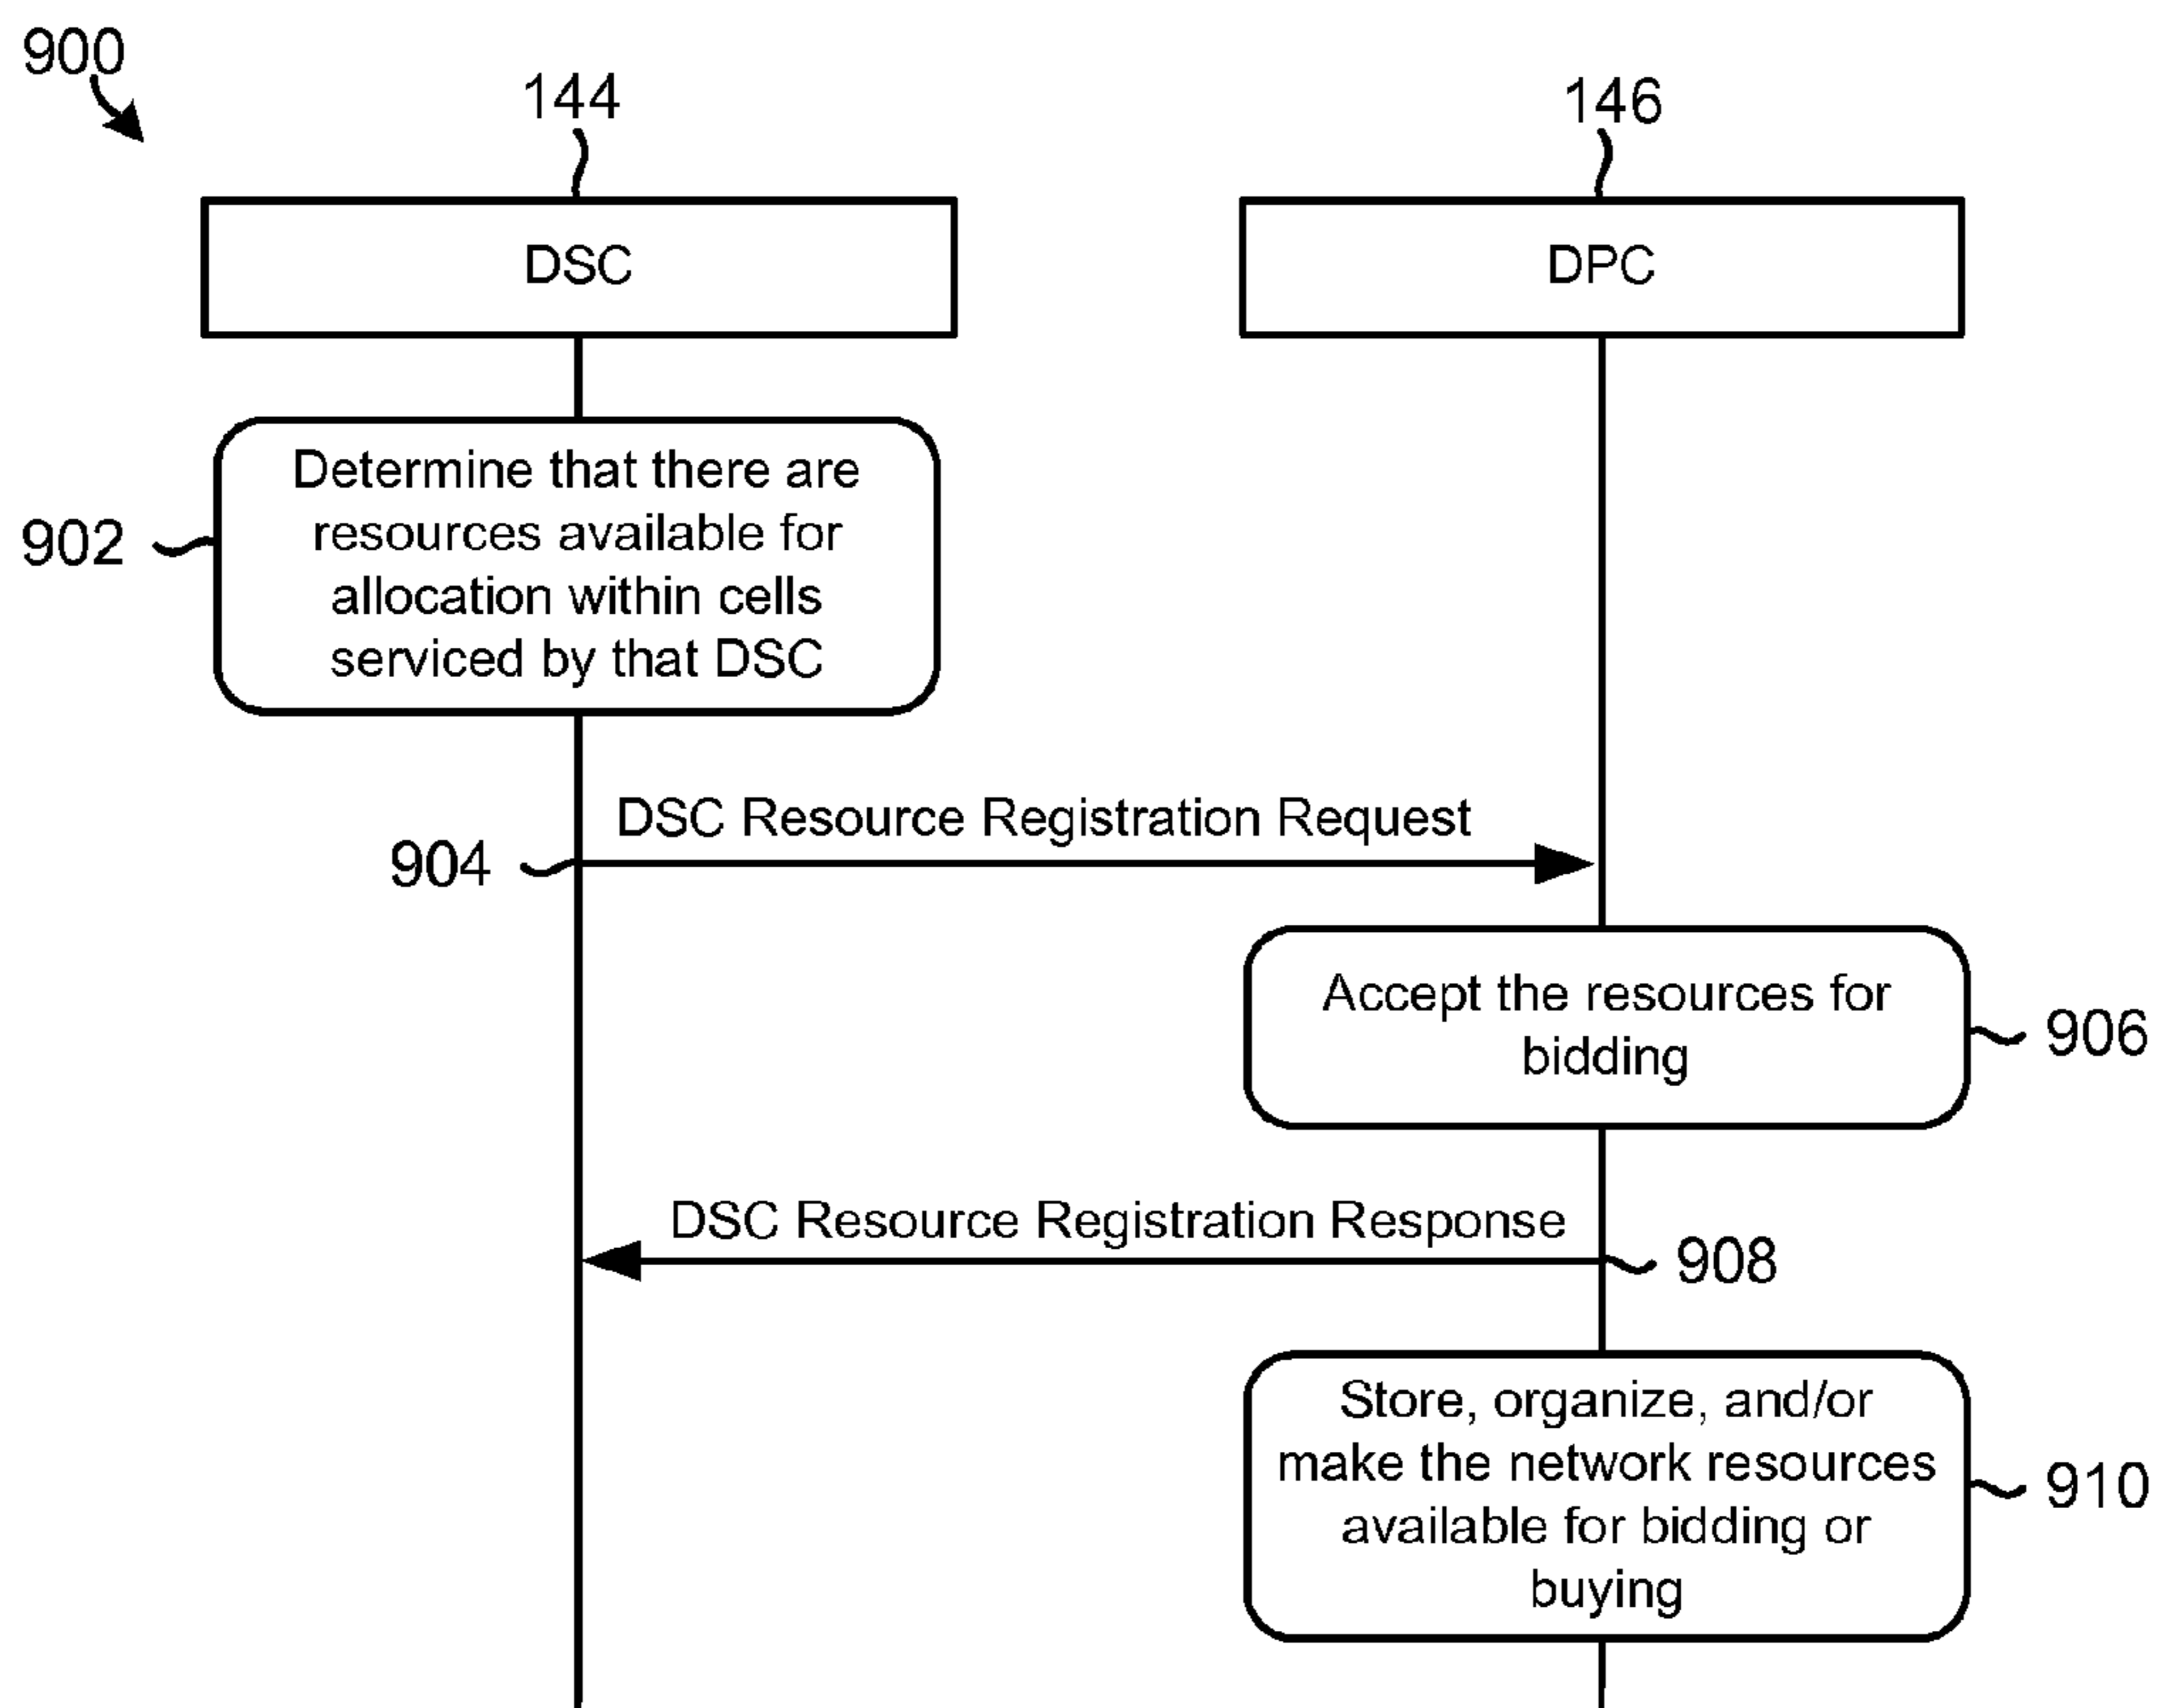 900
144
146
DSC
DPC
Determine that there are
resources available for
allocation within cells
serviced by that DSC
902
DSC Resource Registration Request
904
Accept the resources for
bidding
906
DSC Resource Registration Response
908
Store, organize, and/or
make the network resources
available for bidding or
buying
910